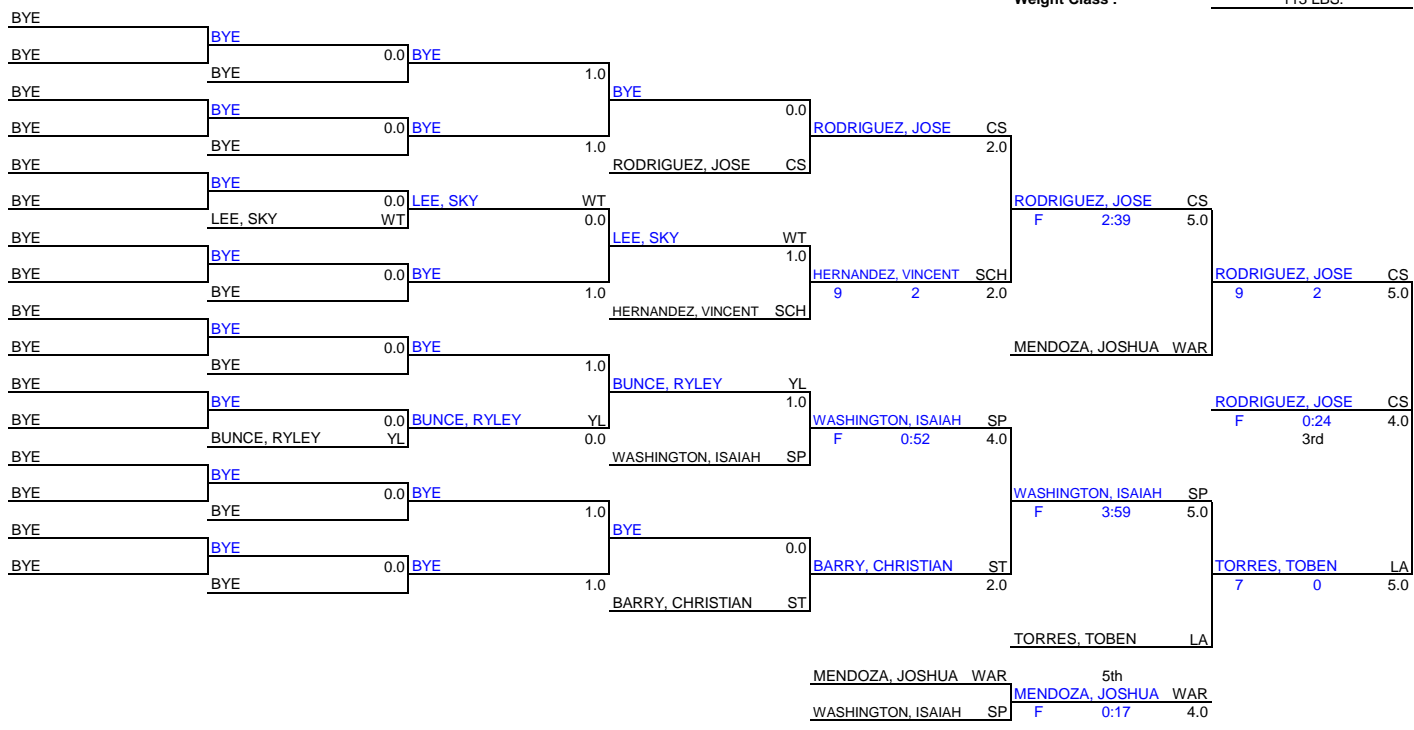 Weight Class :
BYE
BYE
BYE 0.0 BYE
BYE 1.0
BYE BYE
BYE 0.0
BYE 0.0 BYE RODRIGUEZ, JOSE CS
BYE 1.0 2.0
BYE RODRIGUEZ, JOSE CS
BYE
BYE 0.0 LEE, SKY WT RODRIGUEZ, JOSE CS
LEE, SKY WT 0.0 F 2:39 5.0
BYE LEE, SKY WT
BYE 1.0
BYE 0.0 BYE HERNANDEZ, VINCENT SCH RODRIGUEZ, JOSE CS
BYE 1.0 9 2 2.0 9 2 5.0
BYE HERNANDEZ, VINCENT SCH
BYE
BYE 0.0 BYE MENDOZA, JOSHUA WAR
BYE 1.0
BYE BUNCE, RYLEY YL
BYE 1.0 RODRIGUEZ, JOSE CS
BYE 0.0 BUNCE, RYLEY YL WASHINGTON, ISAIAH SP F 0:24 4.0
BUNCE, RYLEY YL 0.0 F 0:52 4.0 3rd
BYE WASHINGTON, ISAIAH SP
BYE
BYE 0.0 BYE WASHINGTON, ISAIAH SP
BYE 1.0 F 3:59 5.0
BYE BYE
BYE 0.0
BYE 0.0 BYE BARRY, CHRISTIAN ST TORRES, TOBEN LA
BYE 1.0 2.0 7 0 5.0
BARRY, CHRISTIAN ST
TORRES, TOBEN LA
MENDOZA, JOSHUA WAR 5th
MENDOZA, JOSHUA WAR
WASHINGTON, ISAIAH SP F 0:17 4.0